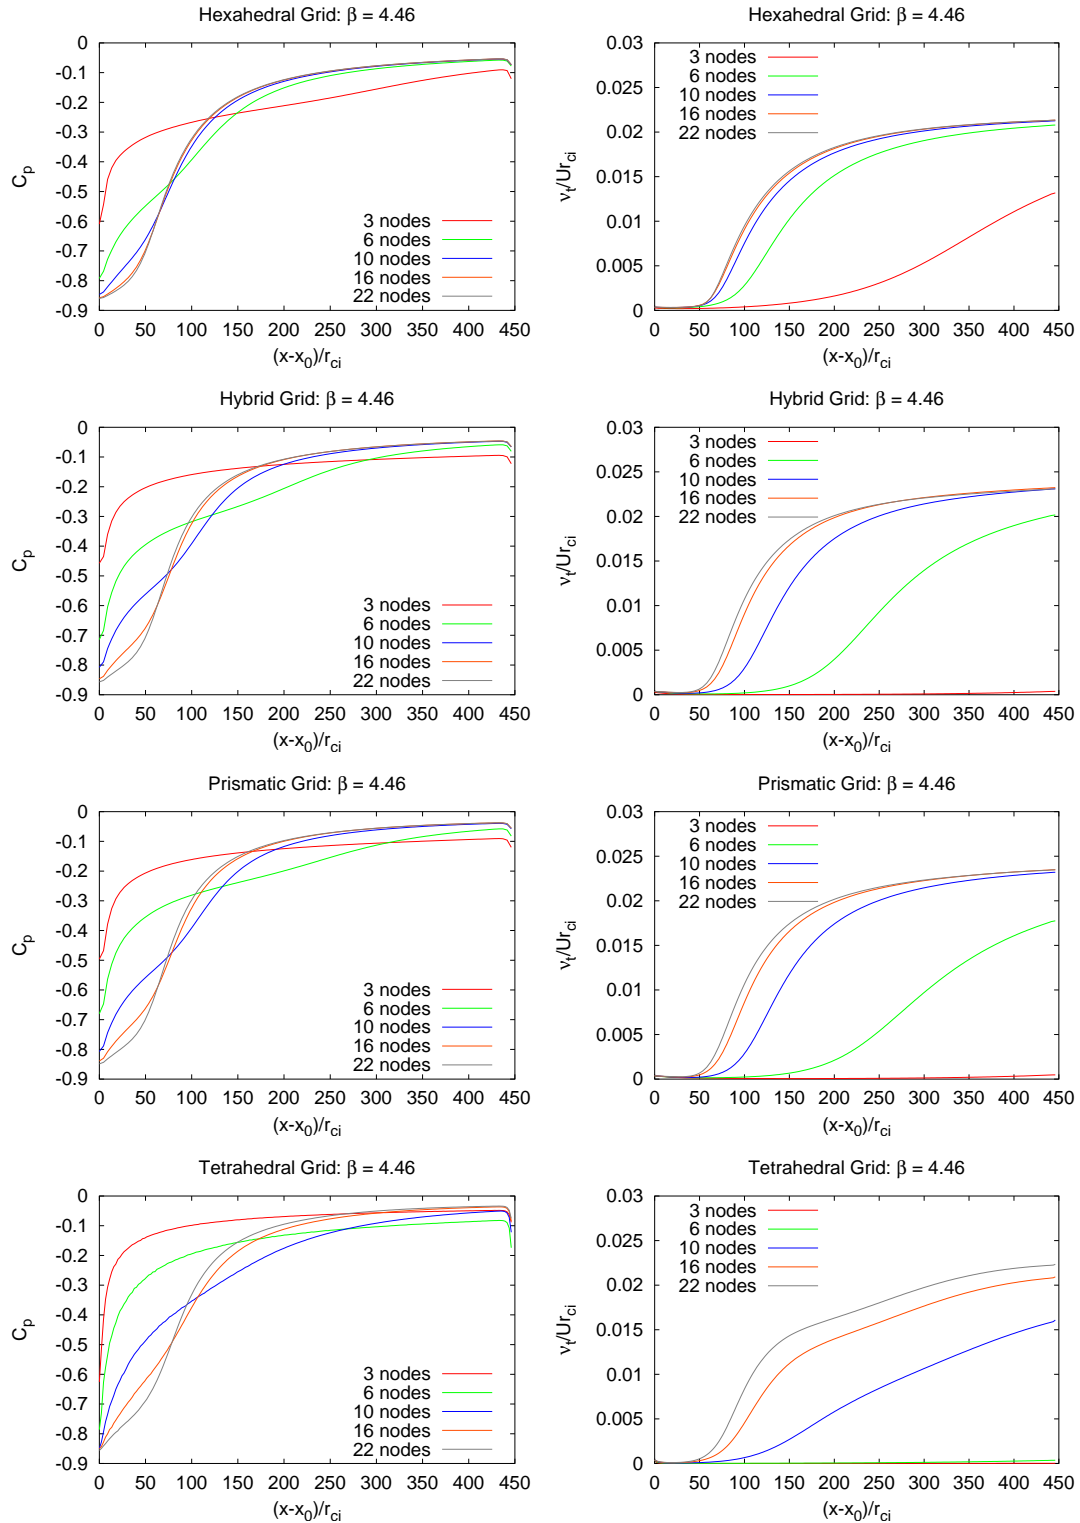 Hexahedral Grid: β = 4.46
0
-0.1
-0.2
-0.3
-0.4
-0.5
-0.6
-0.7
-0.8
-0.9
C_p
3 nodes
6 nodes
10 nodes
16 nodes
22 nodes
0 50 100 150 200 250 300 350 400 450
(x-x_0)/r_ci
Hexahedral Grid: β = 4.46
0.03
0.025
0.02
0.015
0.01
0.005
0
ν_t/Ur_ci
3 nodes
6 nodes
10 nodes
16 nodes
22 nodes
0 50 100 150 200 250 300 350 400 450
(x-x_0)/r_ci
Hybrid Grid: β = 4.46
0
-0.1
-0.2
-0.3
-0.4
-0.5
-0.6
-0.7
-0.8
-0.9
C_p
3 nodes
6 nodes
10 nodes
16 nodes
22 nodes
0 50 100 150 200 250 300 350 400 450
(x-x_0)/r_ci
Hybrid Grid: β = 4.46
0.03
0.025
0.02
0.015
0.01
0.005
0
ν_t/Ur_ci
3 nodes
6 nodes
10 nodes
16 nodes
22 nodes
0 50 100 150 200 250 300 350 400 450
(x-x_0)/r_ci
Prismatic Grid: β = 4.46
0
-0.1
-0.2
-0.3
-0.4
-0.5
-0.6
-0.7
-0.8
-0.9
C_p
3 nodes
6 nodes
10 nodes
16 nodes
22 nodes
0 50 100 150 200 250 300 350 400 450
(x-x_0)/r_ci
Prismatic Grid: β = 4.46
0.03
0.025
0.02
0.015
0.01
0.005
0
ν_t/Ur_ci
3 nodes
6 nodes
10 nodes
16 nodes
22 nodes
0 50 100 150 200 250 300 350 400 450
(x-x_0)/r_ci
Tetrahedral Grid: β = 4.46
0
-0.1
-0.2
-0.3
-0.4
-0.5
-0.6
-0.7
-0.8
-0.9
C_p
3 nodes
6 nodes
10 nodes
16 nodes
22 nodes
0 50 100 150 200 250 300 350 400 450
(x-x_0)/r_ci
Tetrahedral Grid: β = 4.46
0.03
0.025
0.02
0.015
0.01
0.005
0
ν_t/Ur_ci
3 nodes
6 nodes
10 nodes
16 nodes
22 nodes
0 50 100 150 200 250 300 350 400 450
(x-x_0)/r_ci